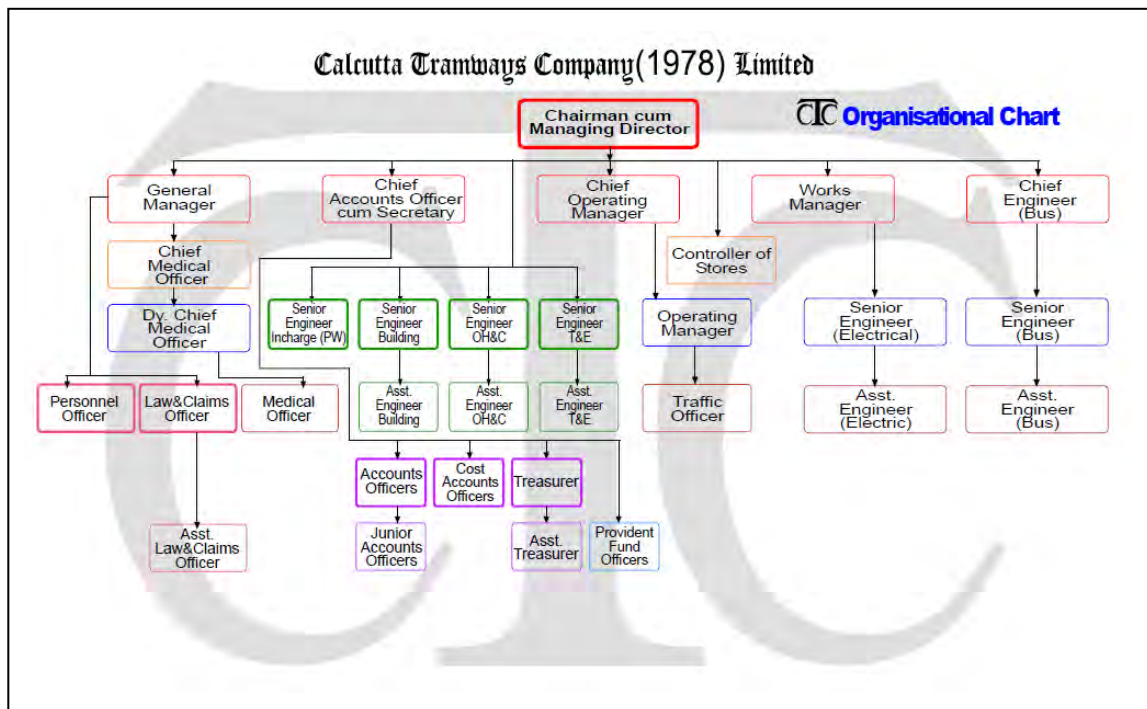 Calcutta Tramways Company(1978) Limited
CTC Organisational Chart
Chairman cum
Managing Director
General
Manager
Chief
Accounts Officer
cum Secretary
Chief
Operating
Manager
Works
Manager
Chief
Engineer
(Bus)
Chief
Medical
Officer
Controller of
Stores
Dy. Chief
Medical
Officer
Senior
Engineer
Incharge (PW)
Senior
Engineer
Building
Senior
Engineer
OH&C
Senior
Engineer
T&E
Operating
Manager
Senior
Engineer
(Electrical)
Senior
Engineer
(Bus)
Personnel
Officer
Law&Claims
Officer
Medical
Officer
Asst.
Engineer
Building
Asst.
Engineer
OH&C
Asst.
Engineer
T&E
Traffic
Officer
Asst.
Engineer
(Electric)
Asst.
Engineer
(Bus)
Accounts
Officers
Cost
Accounts
Officers
Treasurer
Asst.
Law&Claims
Officer
Junior
Accounts
Officers
Asst.
Treasurer
Provident
Fund
Officers
CTC